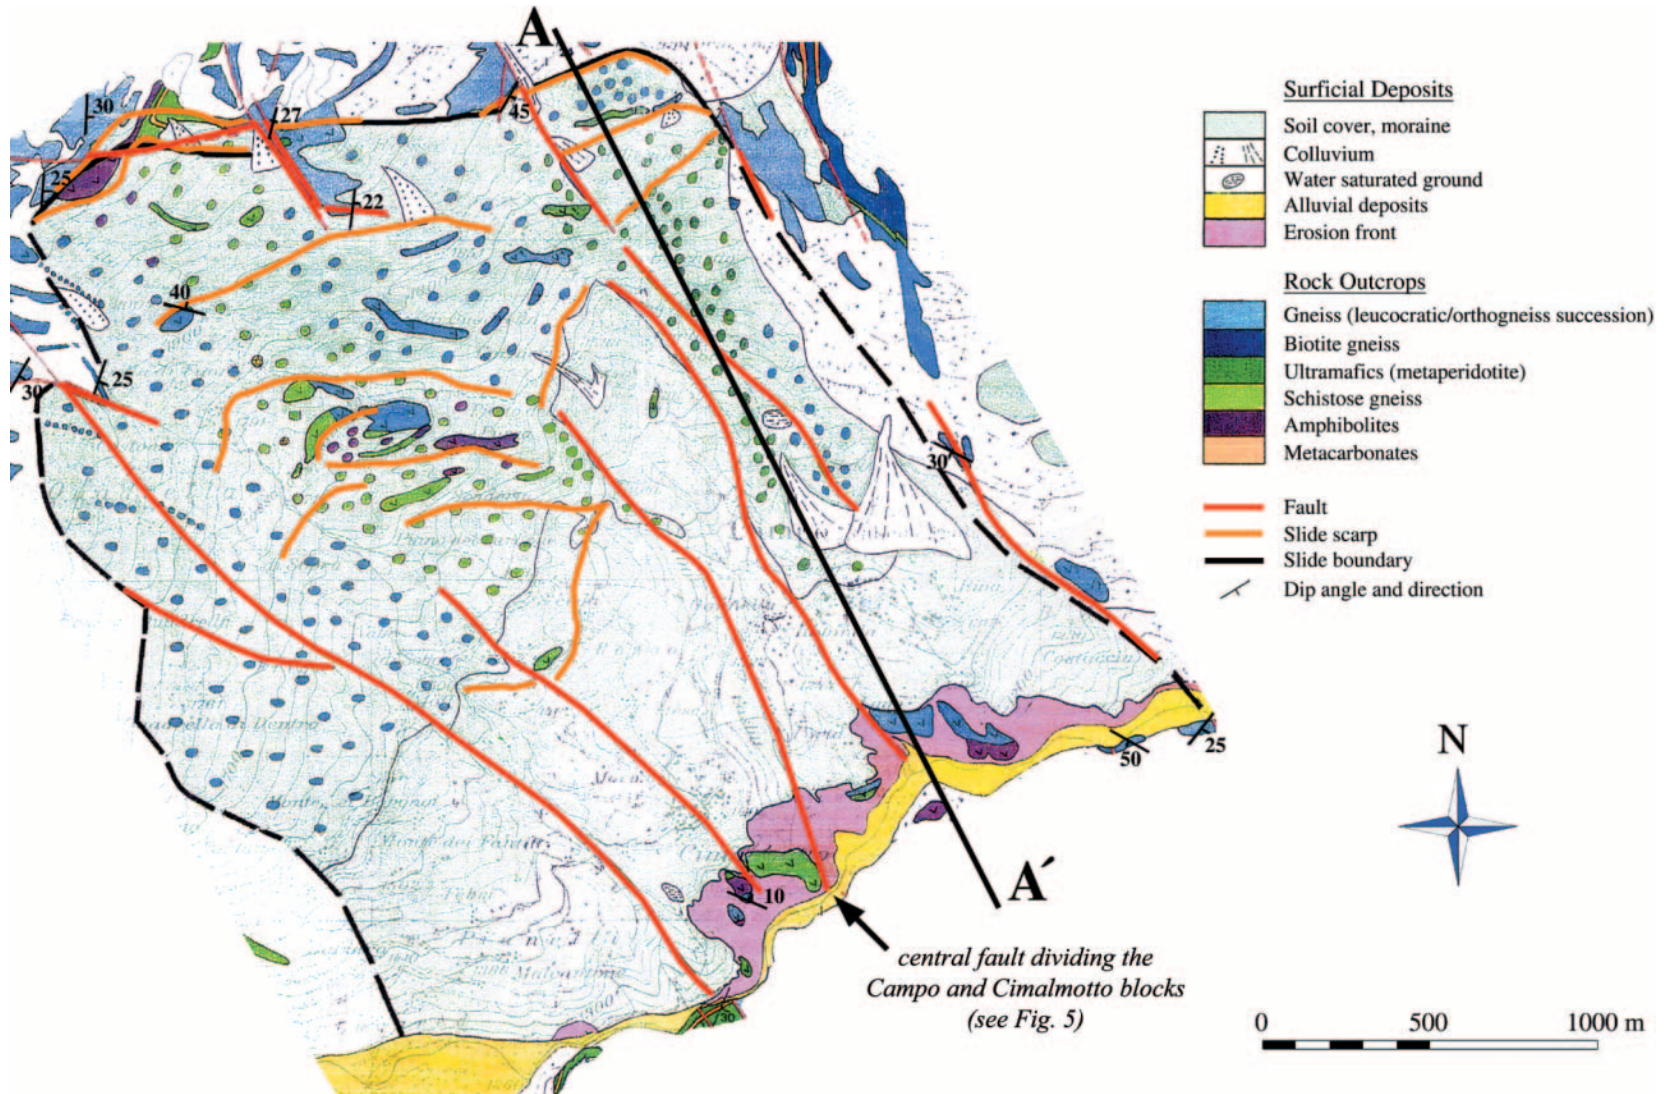 A
30
27
45
25
22
40
25
30
30
50
25
10
30
A´
central fault dividing the
Campo and Cimalmotto blocks
(see Fig. 5)
Surficial Deposits
Soil cover, moraine
Colluvium
Water saturated ground
Alluvial deposits
Erosion front
Rock Outcrops
Gneiss (leucocratic/orthogneiss succession)
Biotite gneiss
Ultramafics (metaperidotite)
Schistose gneiss
Amphibolites
Metacarbonates
Fault
Slide scarp
Slide boundary
Dip angle and direction
N
0 500 1000 m